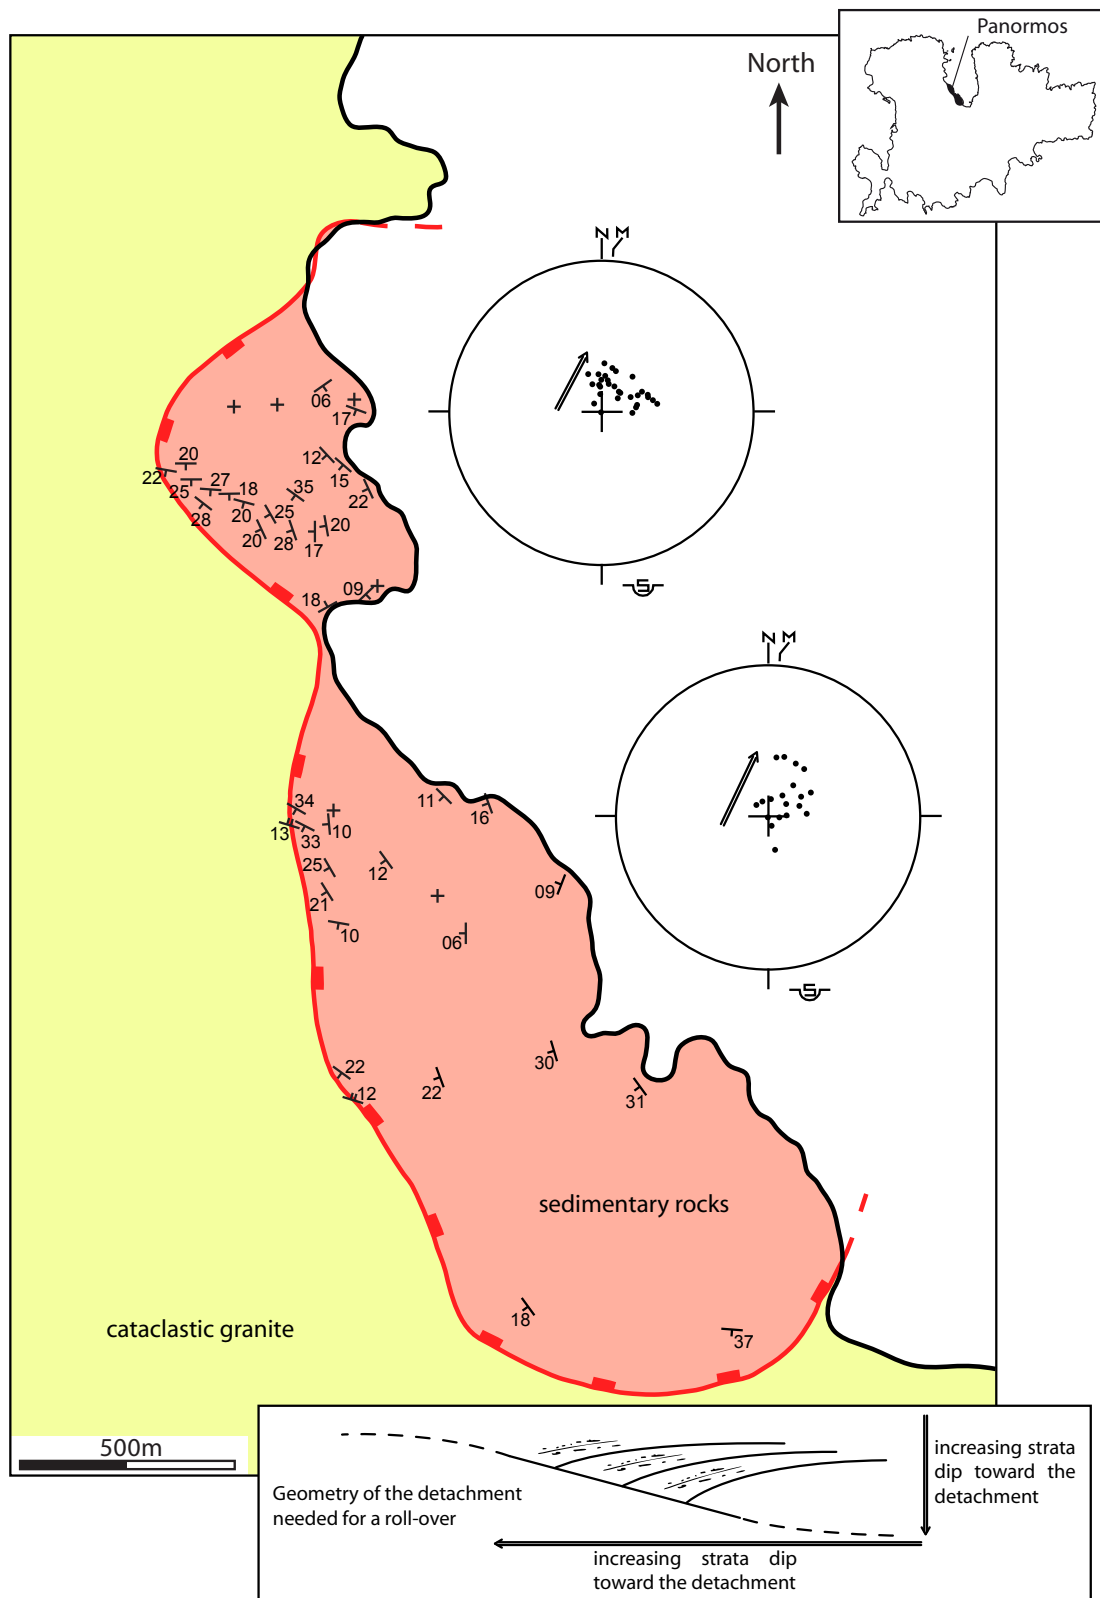 Panormos
North
N M
S
06
17
12
15
22
20
22
25
27
18
35
28
20
25
20
28
17
20
18
09
N M
S
34
13
33
10
11
16
25
12
21
10
09
06
22
12
22
30
31
sedimentary rocks
18
37
cataclastic granite
500m
Geometry of the detachment
needed for a roll-over
increasing strata
dip toward the
detachment
increasing strata dip
toward the detachment